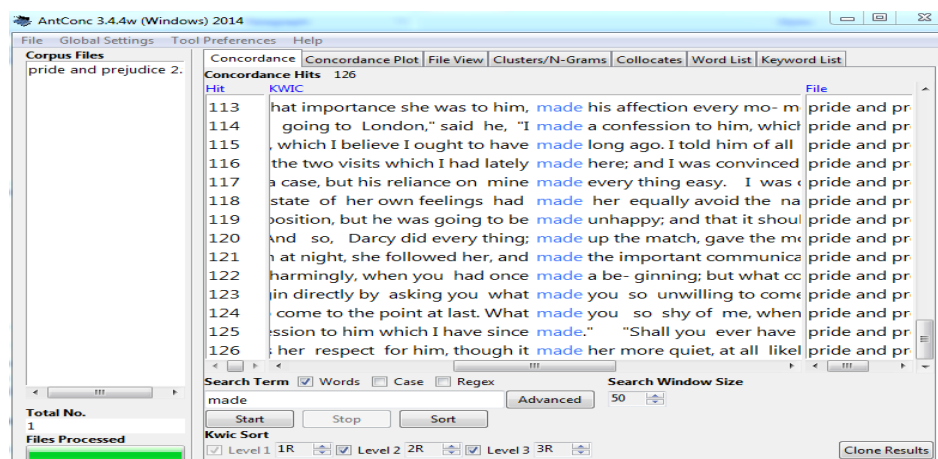 AntConc 3.4.4w (Windows) 2014
File Global Settings Tool Preferences Help
Corpus Files
pride and prejudice 2.
Concordance Concordance Plot File View Clusters/N-Grams Collocates Word List Keyword List
Concordance Hits 126
Hit KWIC File
113 hat importance she was to him, made his affection every mo- m pride and pr
114 going to London," said he, "I made a confession to him, which pride and pr
115 , which I believe I ought to have made long ago. I told him of all pride and pr
116 the two visits which I had lately made here; and I was convinced pride and pr
117 a case, but his reliance on mine made every thing easy. I was pride and pr
118 state of her own feelings had made her equally avoid the na pride and pr
119 position, but he was going to be made unhappy; and that it shoul pride and pr
120 And so, Darcy did every thing; made up the match, gave the mo pride and pr
121 n at night, she followed her, and made the important communica pride and pr
122 harmingly, when you had once made a be- ginning; but what co pride and pr
123 in directly by asking you what made you so unwilling to come pride and pr
124 come to the point at last. What made you so shy of me, when pride and pr
125 ession to him which I have since made." "Shall you ever have pride and pr
126 her respect for him, though it made her more quiet, at all likel pride and pr
Search Term Words Case Regex Search Window Size
made Advanced 50
Start Stop Sort
Total No.
1
Files Processed
Kwic Sort
Level 1 1R Level 2 2R Level 3 3R Clone Results